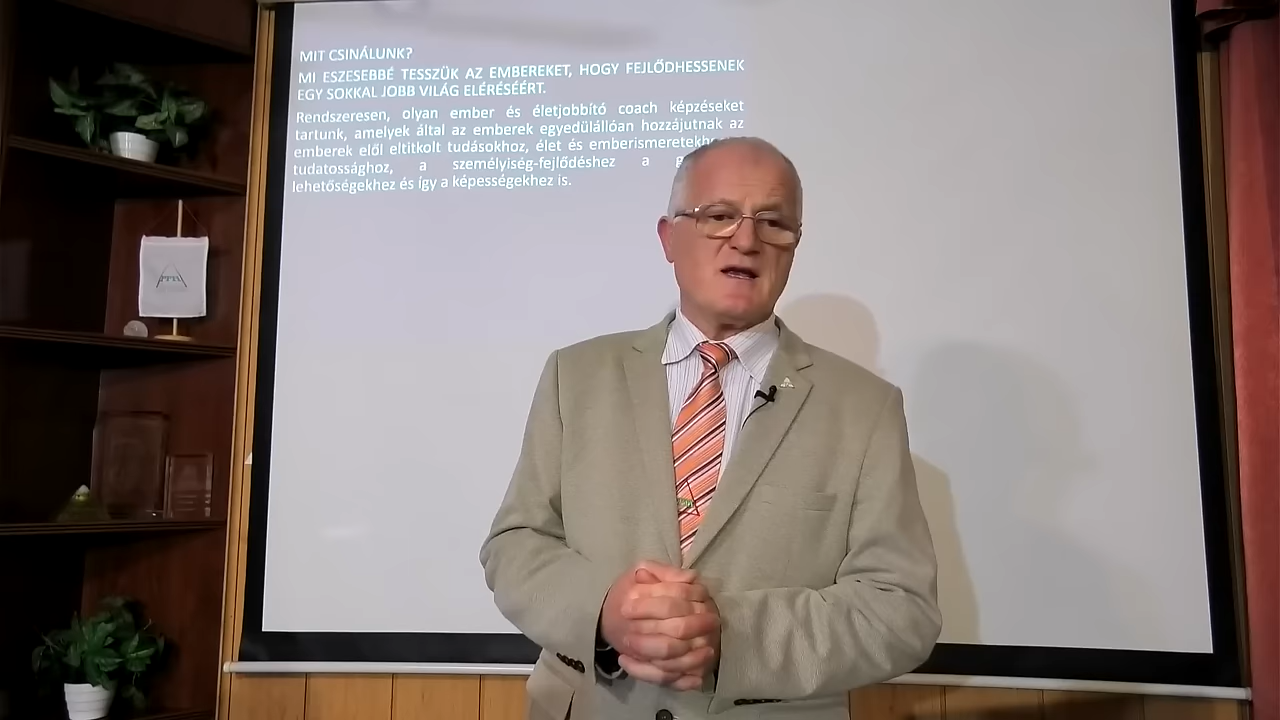 MIT CSINÁLUNK?
MI ESZESEBBÉ TESSZÜK AZ EMBEREKET, HOGY FEJLŐDHESSENEK
EGY SOKKAL JOBB VILÁG ELÉRÉSÉÉRT.
Rendszeresen, olyan ember és életjobbító coach képzéseket
tartunk, amelyek által az emberek egyedülállóan hozzájutnak az
emberek elől eltitkolt tudásokhoz, élet és
tudatossághoz, a személyiség-fejlődéshez a
lehetőségekhez és így a képességekhez is.